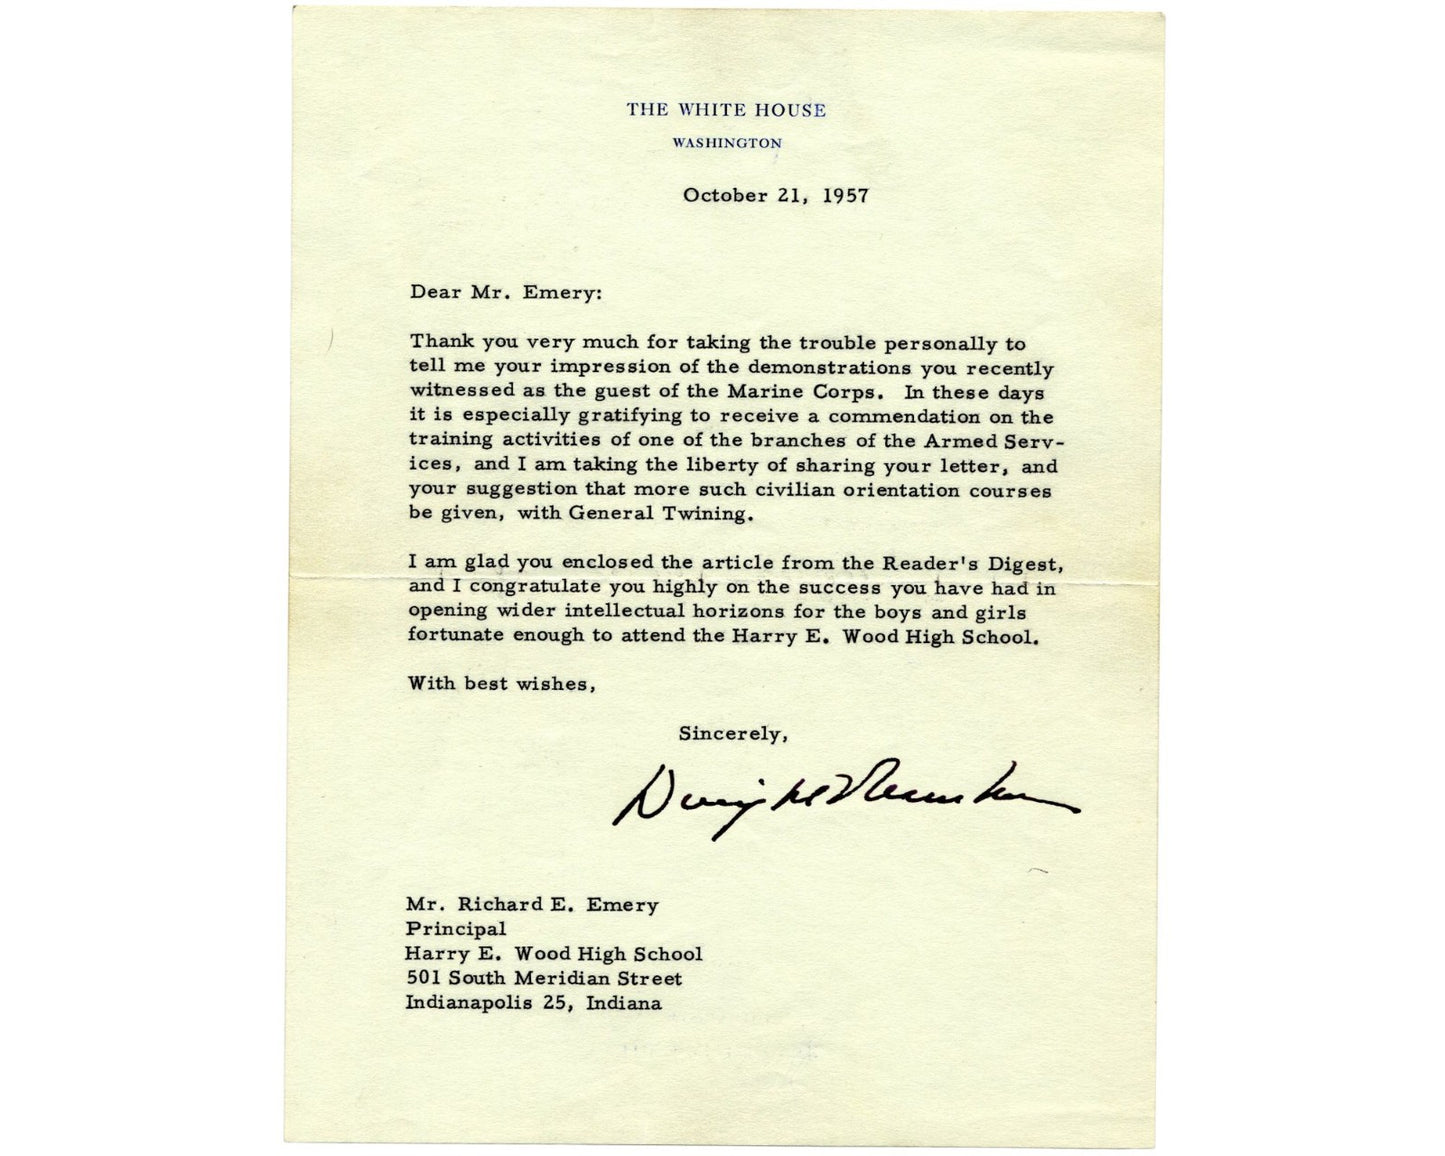 THE WHITE HOUSE
WASHINGTON
October 21, 1957
Dear Mr. Emery:
Thank you very much for taking the trouble personally to
tell me your impression of the demonstrations you recently
witnessed as the guest of the Marine Corps. In these days
it is especially gratifying to receive a commendation on the
training activities of one of the branches of the Armed Serv-
ices, and I am taking the liberty of sharing your letter, and
your suggestion that more such civilian orientation courses
be given, with General Twining.
I am glad you enclosed the article from the Reader's Digest,
and I congratulate you highly on the success you have had in
opening wider intellectual horizons for the boys and girls
fortunate enough to attend the Harry E. Wood High School.
With best wishes,
Sincerely,
Dwight D Eisenhower
Mr. Richard E. Emery
Principal
Harry E. Wood High School
501 South Meridian Street
Indianapolis 25, Indiana